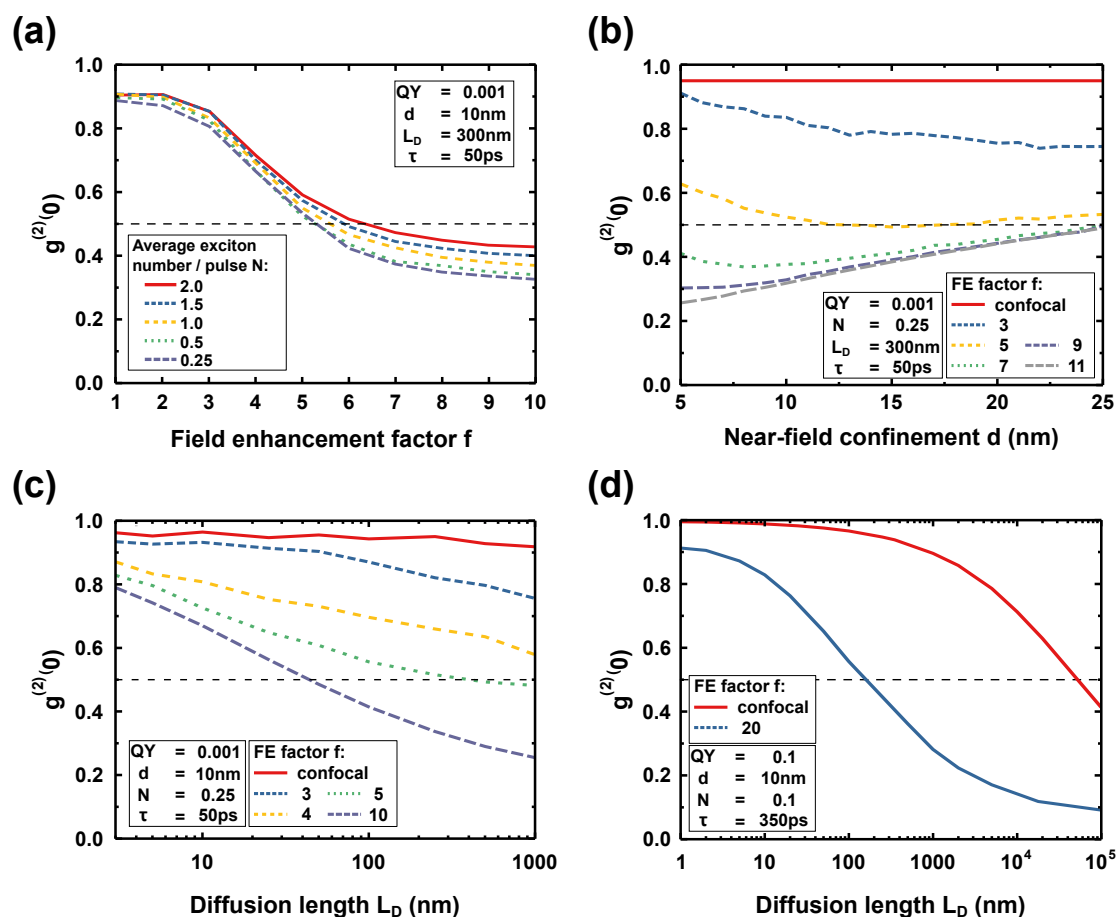 (a)
1.0
0.8
0.6
0.4
0.2
0.0
g(2)(0)
1 2 3 4 5 6 7 8 9 10
Field enhancement factor f
QY = 0.001
d = 10nm
LD = 300nm
τ = 50ps
Average exciton
number / pulse N:
2.0
1.5
1.0
0.5
0.25
(b)
1.0
0.8
0.6
0.4
0.2
0.0
g(2)(0)
5 10 15 20 25
Near-field confinement d (nm)
QY = 0.001
N = 0.25
LD = 300nm
τ = 50ps
FE factor f:
confocal
3
5 9
7 11
(c)
1.0
0.8
0.6
0.4
0.2
0.0
g(2)(0)
10 100 1000
Diffusion length LD (nm)
QY = 0.001
d = 10nm
N = 0.25
τ = 50ps
FE factor f:
confocal
3 5
4 10
(d)
1.0
0.8
0.6
0.4
0.2
0.0
g(2)(0)
1 10 100 1000 10⁴ 10⁵
Diffusion length LD (nm)
FE factor f:
confocal
20
QY = 0.1
d = 10nm
N = 0.1
τ = 350ps